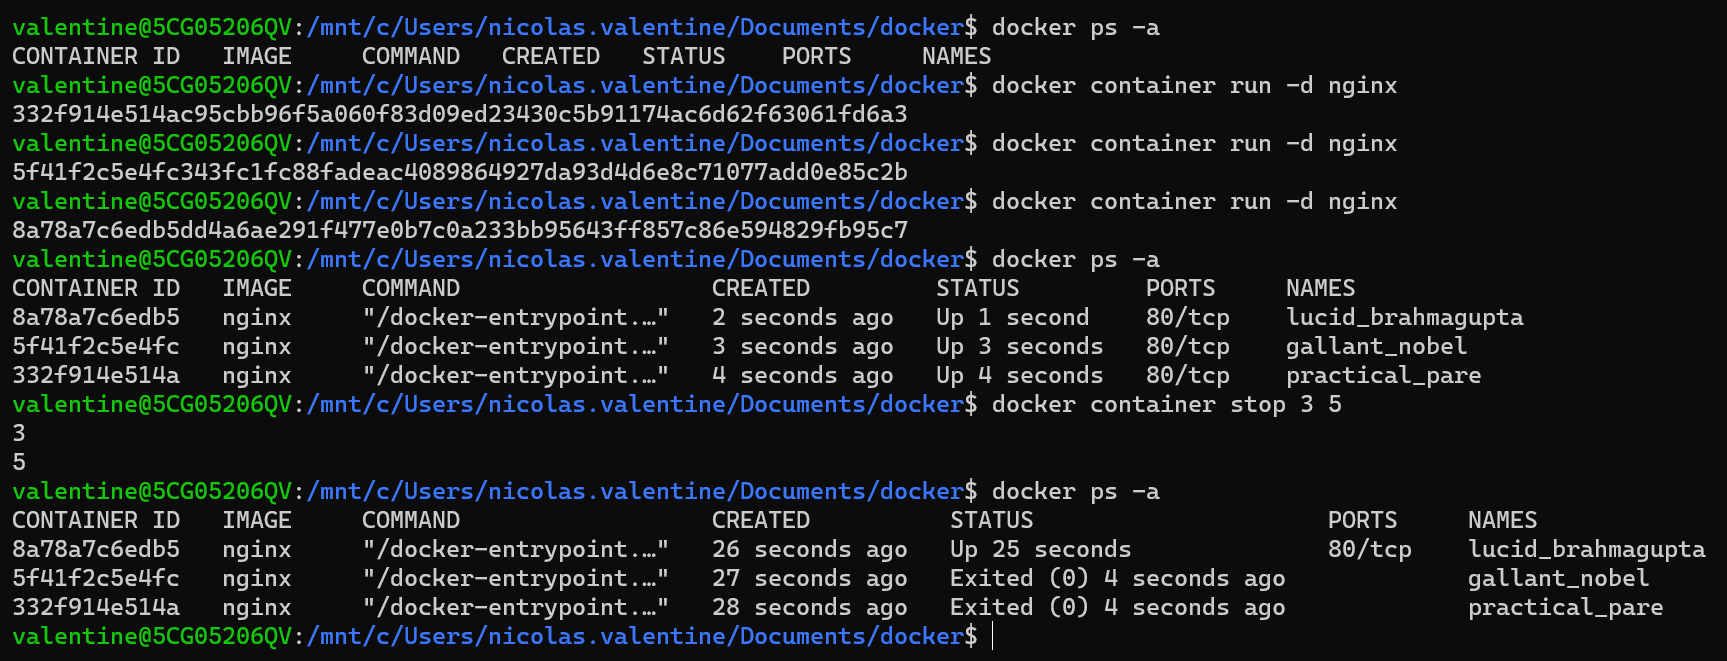 valentine@5CG05206QV:/mnt/c/Users/nicolas.valentine/Documents/docker$ docker ps -a
CONTAINER ID   IMAGE     COMMAND   CREATED   STATUS    PORTS     NAMES
valentine@5CG05206QV:/mnt/c/Users/nicolas.valentine/Documents/docker$ docker container run -d nginx
332f914e514ac95cbb96f5a060f83d09ed23430c5b91174ac6d62f63061fd6a3
valentine@5CG05206QV:/mnt/c/Users/nicolas.valentine/Documents/docker$ docker container run -d nginx
5f41f2c5e4fc343fc1fc88fadeac4089864927da93d4d6e8c71077add0e85c2b
valentine@5CG05206QV:/mnt/c/Users/nicolas.valentine/Documents/docker$ docker container run -d nginx
8a78a7c6edb5dd4a6ae291f477e0b7c0a233bb95643ff857c86e594829fb95c7
valentine@5CG05206QV:/mnt/c/Users/nicolas.valentine/Documents/docker$ docker ps -a
CONTAINER ID   IMAGE     COMMAND                  CREATED         STATUS         PORTS     NAMES
8a78a7c6edb5   nginx     "/docker-entrypoint.…"   2 seconds ago   Up 1 second    80/tcp    lucid_brahmagupta
5f41f2c5e4fc   nginx     "/docker-entrypoint.…"   3 seconds ago   Up 3 seconds   80/tcp    gallant_nobel
332f914e514a   nginx     "/docker-entrypoint.…"   4 seconds ago   Up 4 seconds   80/tcp    practical_pare
valentine@5CG05206QV:/mnt/c/Users/nicolas.valentine/Documents/docker$ docker container stop 3 5
3
5
valentine@5CG05206QV:/mnt/c/Users/nicolas.valentine/Documents/docker$ docker ps -a
CONTAINER ID   IMAGE     COMMAND                  CREATED          STATUS                     PORTS     NAMES
8a78a7c6edb5   nginx     "/docker-entrypoint.…"   26 seconds ago   Up 25 seconds              80/tcp    lucid_brahmagupta
5f41f2c5e4fc   nginx     "/docker-entrypoint.…"   27 seconds ago   Exited (0) 4 seconds ago             gallant_nobel
332f914e514a   nginx     "/docker-entrypoint.…"   28 seconds ago   Exited (0) 4 seconds ago             practical_pare
valentine@5CG05206QV:/mnt/c/Users/nicolas.valentine/Documents/docker$